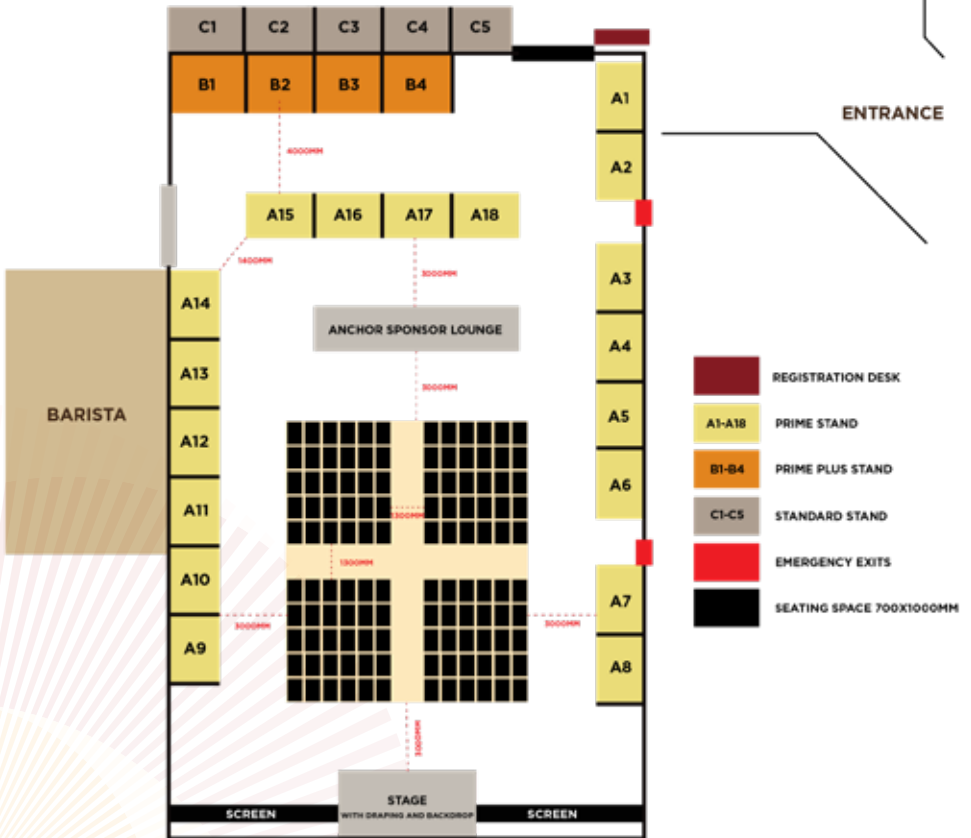 C1 C2 C3 C4 C5
B1 B2 B3 B4
A1
ENTRANCE
A2
4000MM
A15 A16 A17 A18
1400MM
3000MM
A3
A14
ANCHOR SPONSOR LOUNGE
A4
A13
3000MM
REGISTRATION DESK
BARISTA
A5
A1-A18 PRIME STAND
A12
B1-B4 PRIME PLUS STAND
A6
A11
1300MM
C1-C5 STANDARD STAND
1300MM
EMERGENCY EXITS
A10
A7
SEATING SPACE 700X1000MM
3000MM
3000MM
A9
A8
3000MM
STAGE
WITH DRAPING AND BACKDROP
SCREEN
SCREEN